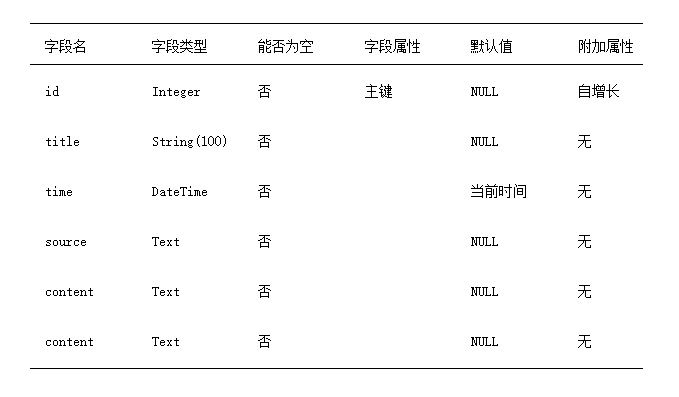 字段名 字段类型 能否为空 字段属性 默认值 附加属性
id Integer 否 主键 NULL 自增长
title String(100) 否 NULL 无
time DateTime 否 当前时间 无
source Text 否 NULL 无
content Text 否 NULL 无
content Text 否 NULL 无